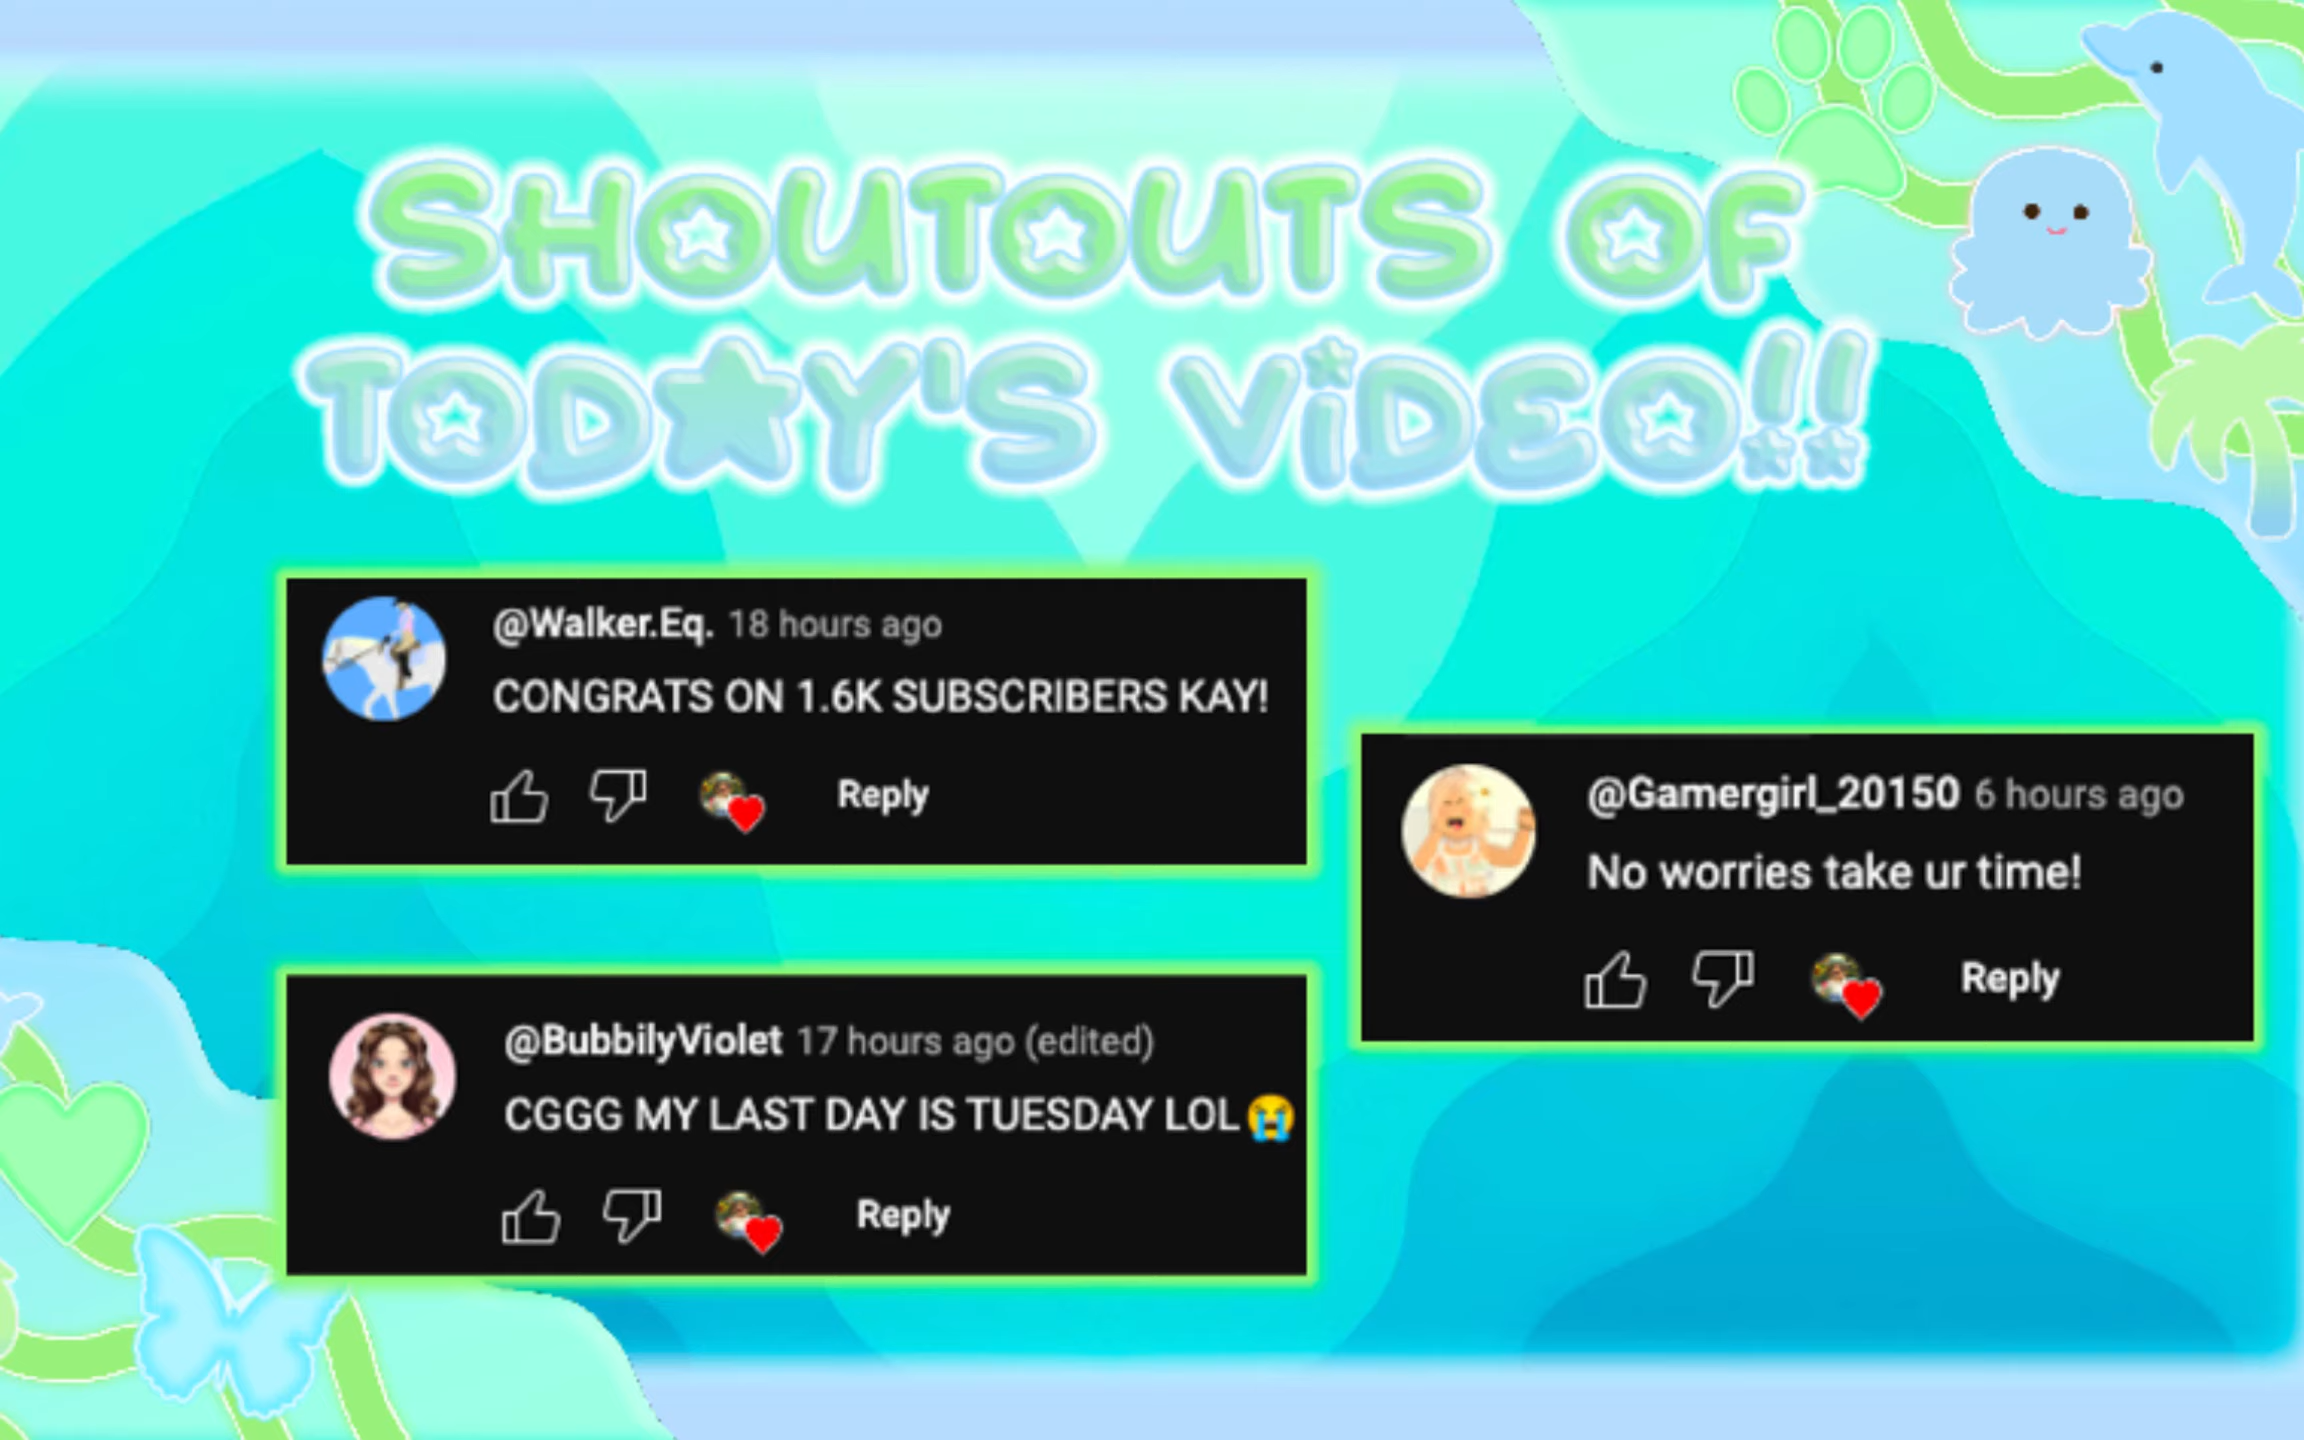 SHOUTOUTS OF
TODAY'S ViDEO!!
@Walker.Eq. 18 hours ago
CONGRATS ON 1.6K SUBSCRIBERS KAY!
Reply
@Gamergirl_20150 6 hours ago
No worries take ur time!
Reply
@BubbilyViolet 17 hours ago (edited)
CGGG MY LAST DAY IS TUESDAY LOL😭
Reply